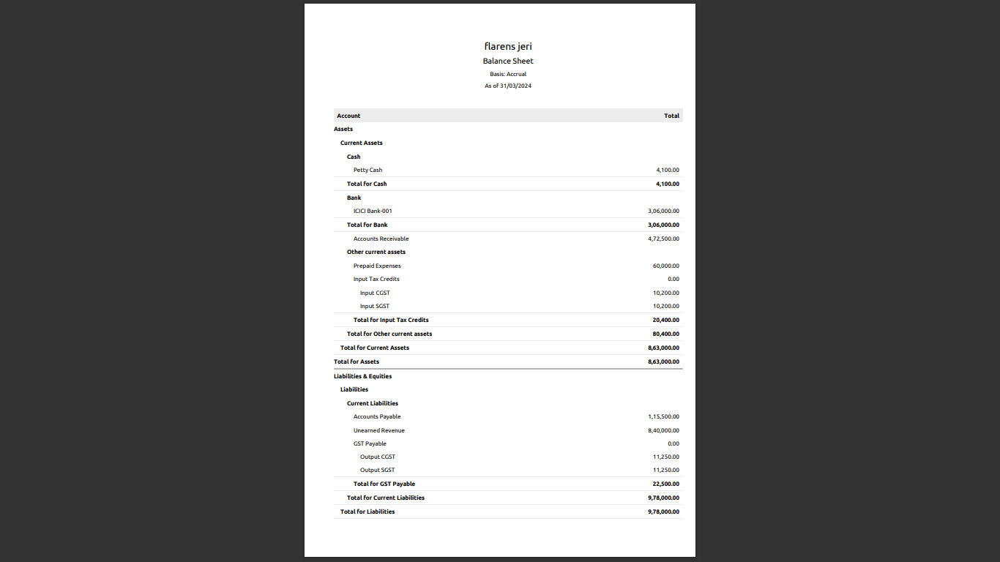 flarens jeri
Balance Sheet
Basis: Accrual
As of 31/03/2024
Account Total
Assets
Current Assets
Cash
Petty Cash 4,100.00
Total for Cash 4,100.00
Bank
ICICI Bank-001 3,06,000.00
Total for Bank 3,06,000.00
Accounts Receivable 4,72,500.00
Other current assets
Prepaid Expenses 60,000.00
Input Tax Credits 0.00
Input CGST 10,200.00
Input SGST 10,200.00
Total for Input Tax Credits 20,400.00
Total for Other current assets 80,400.00
Total for Current Assets 8,63,000.00
Total for Assets 8,63,000.00
Liabilities & Equities
Liabilities
Current Liabilities
Accounts Payable 1,15,500.00
Unearned Revenue 8,40,000.00
GST Payable 0.00
Output CGST 11,250.00
Output SGST 11,250.00
Total for GST Payable 22,500.00
Total for Current Liabilities 9,78,000.00
Total for Liabilities 9,78,000.00